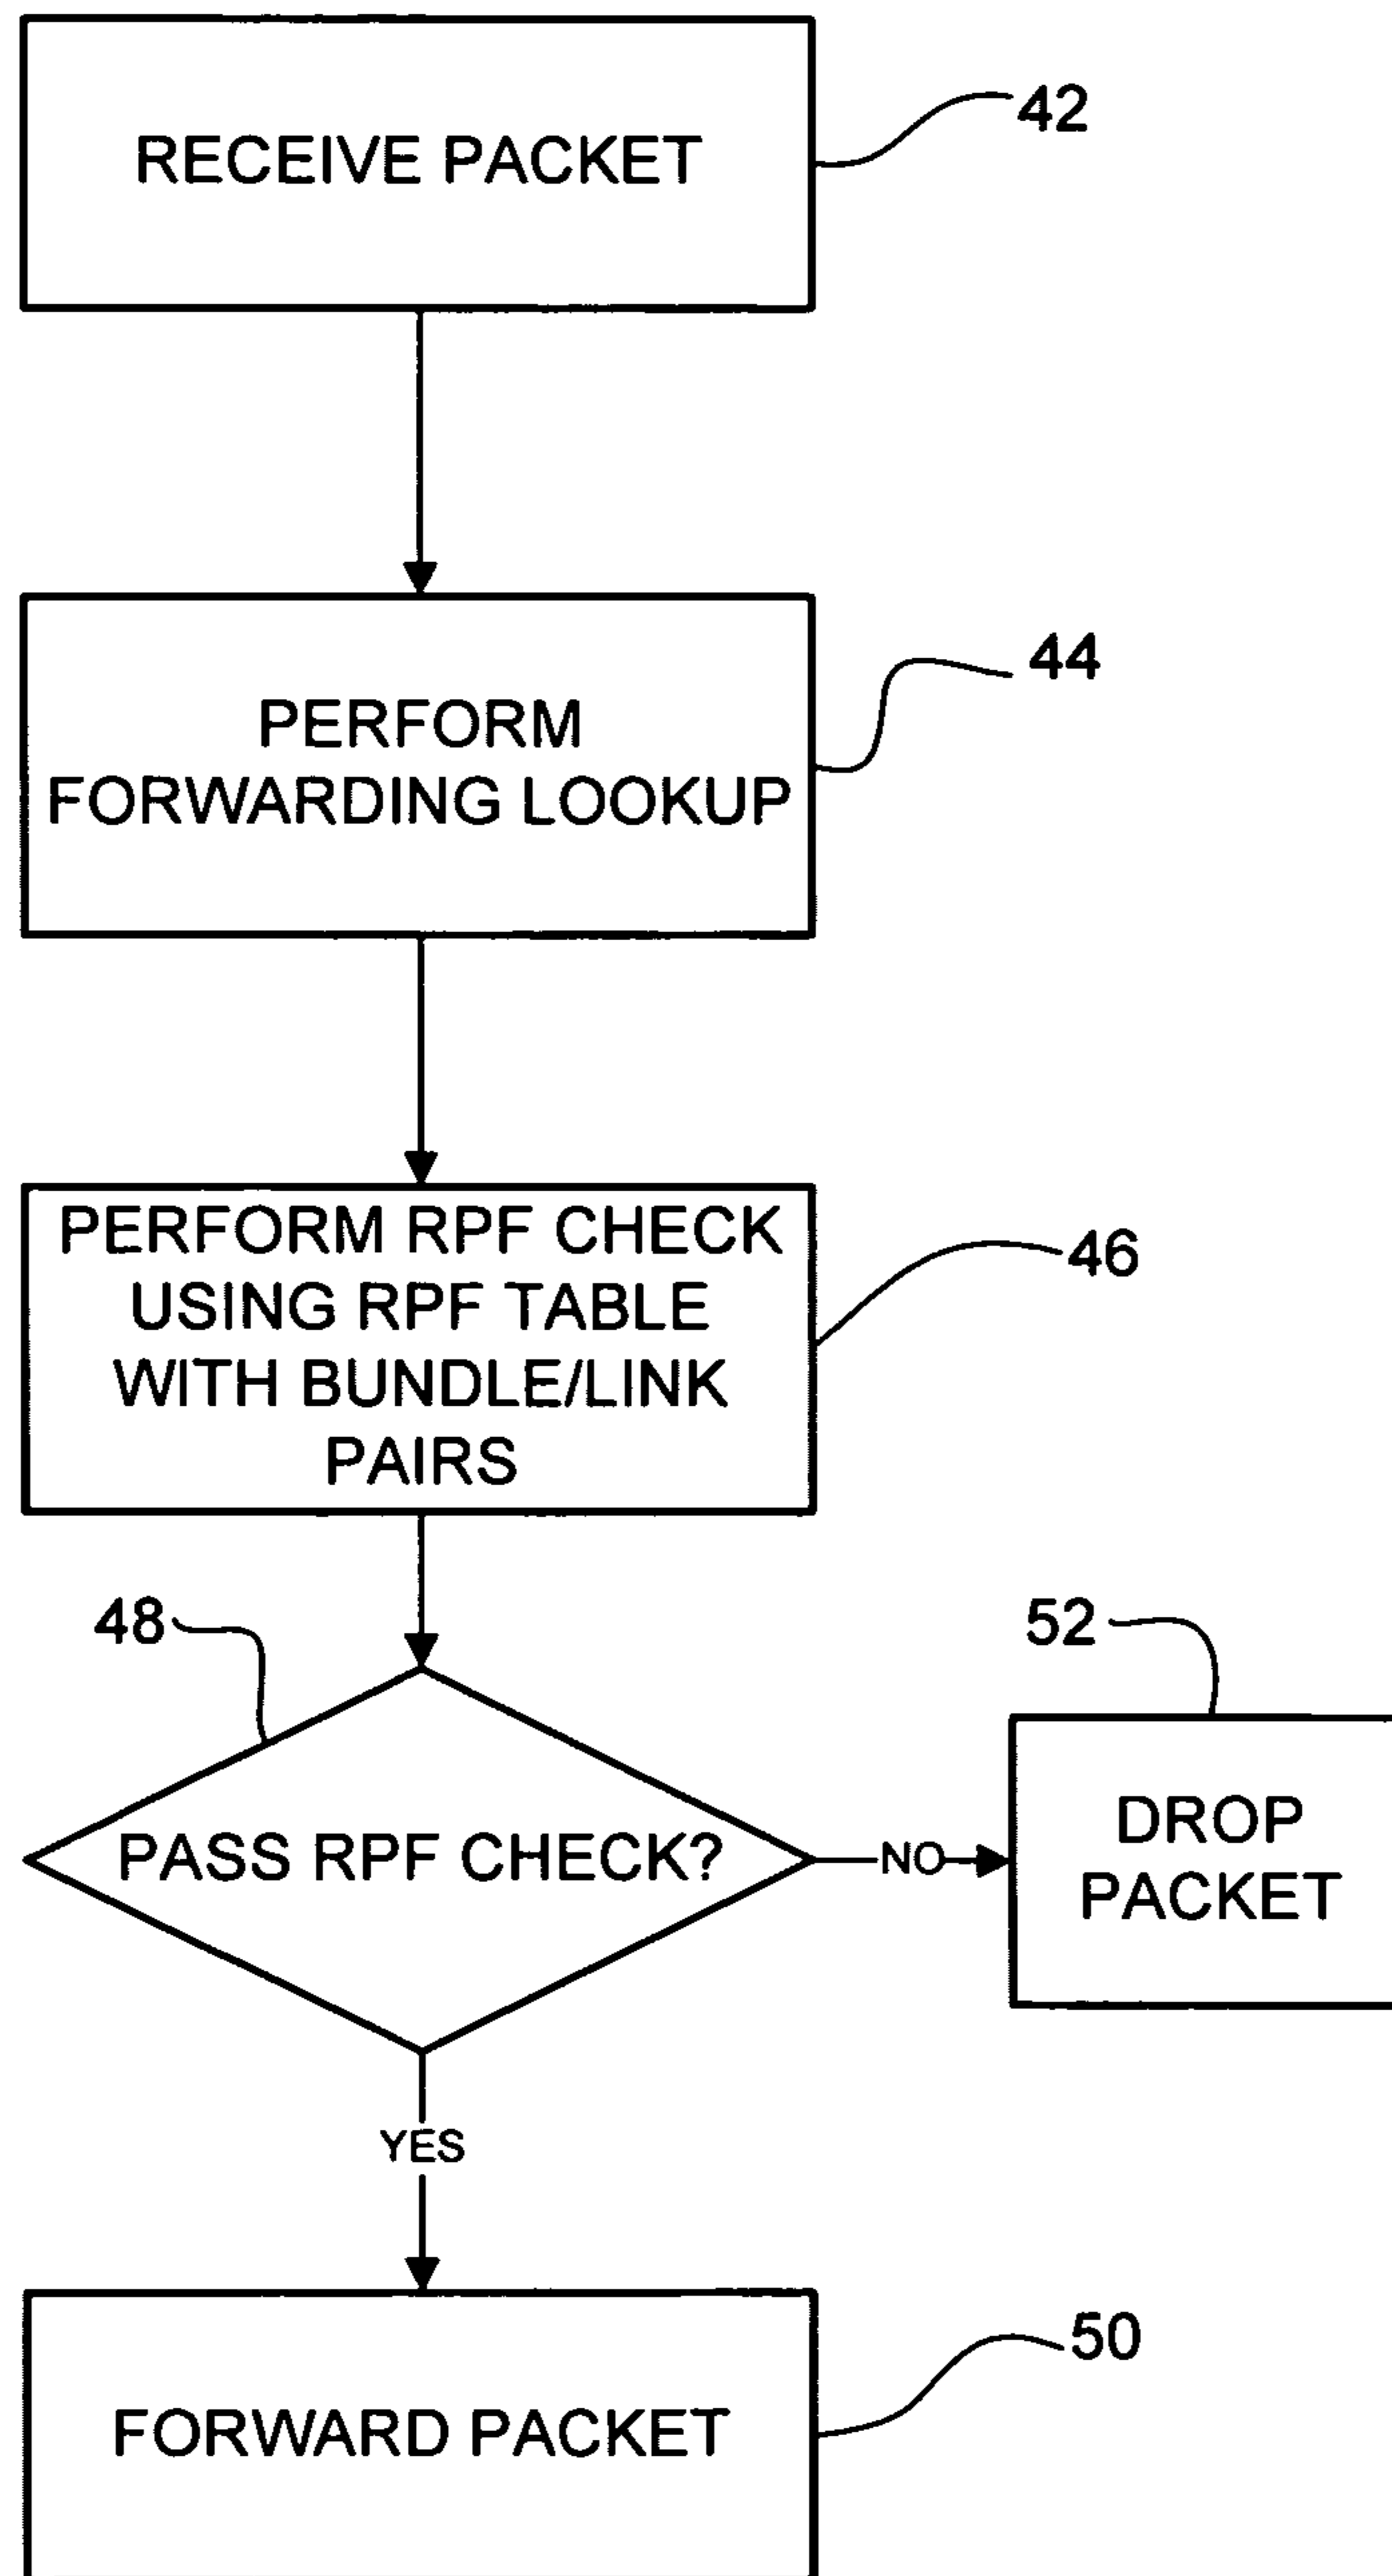 RECEIVE PACKET
42
PERFORM
FORWARDING LOOKUP
44
PERFORM RPF CHECK
USING RPF TABLE
WITH BUNDLE/LINK
PAIRS
46
48
PASS RPF CHECK?
NO
52
DROP
PACKET
YES
FORWARD PACKET
50